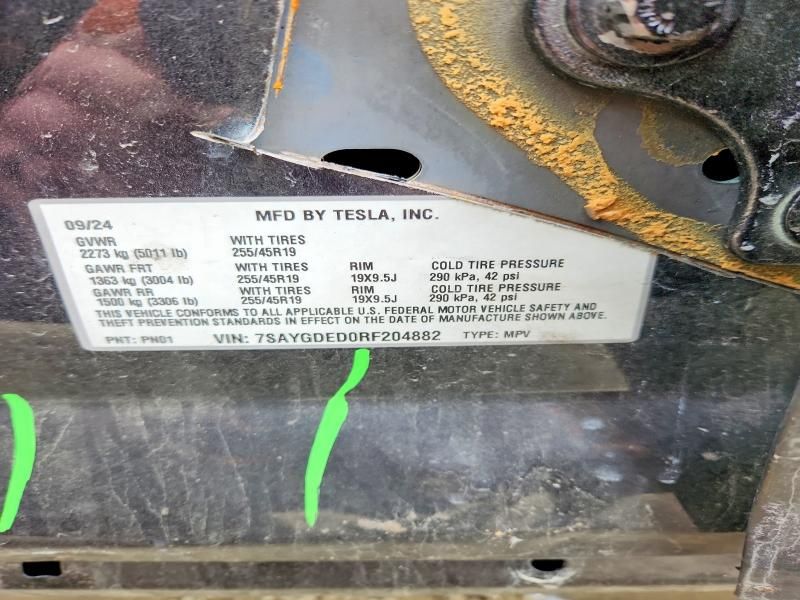 MFD BY TESLA, INC.
09/24
GVWR WITH TIRES
2273 kg (5011 lb) 255/45R19
GAWR FRT WITH TIRES RIM COLD TIRE PRESSURE
1363 kg (3004 lb) 255/45R19 19X9.5J 290 kPa, 42 psi
GAWR RR WITH TIRES RIM COLD TIRE PRESSURE
1500 kg (3306 lb) 255/45R19 19X9.5J 290 kPa, 42 psi
THIS VEHICLE CONFORMS TO ALL APPLICABLE U.S. FEDERAL MOTOR VEHICLE SAFETY AND
THEFT PREVENTION STANDARDS IN EFFECT ON THE DATE OF MANUFACTURE SHOWN ABOVE.
PNT: PN01 VIN: 7SAYGDED0RF204882 TYPE: MPV